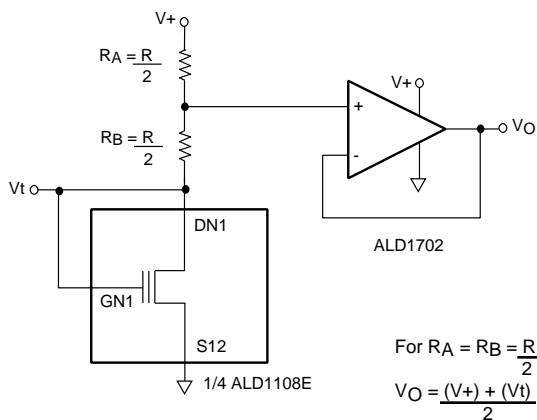 V+
RA = R/2
V+
+
VO
RB = R/2
-
Vt
DN1
ALD1702
GN1
S12
1/4 ALD1108E
For RA = RB = R/2
VO = (V+) + (Vt)/2